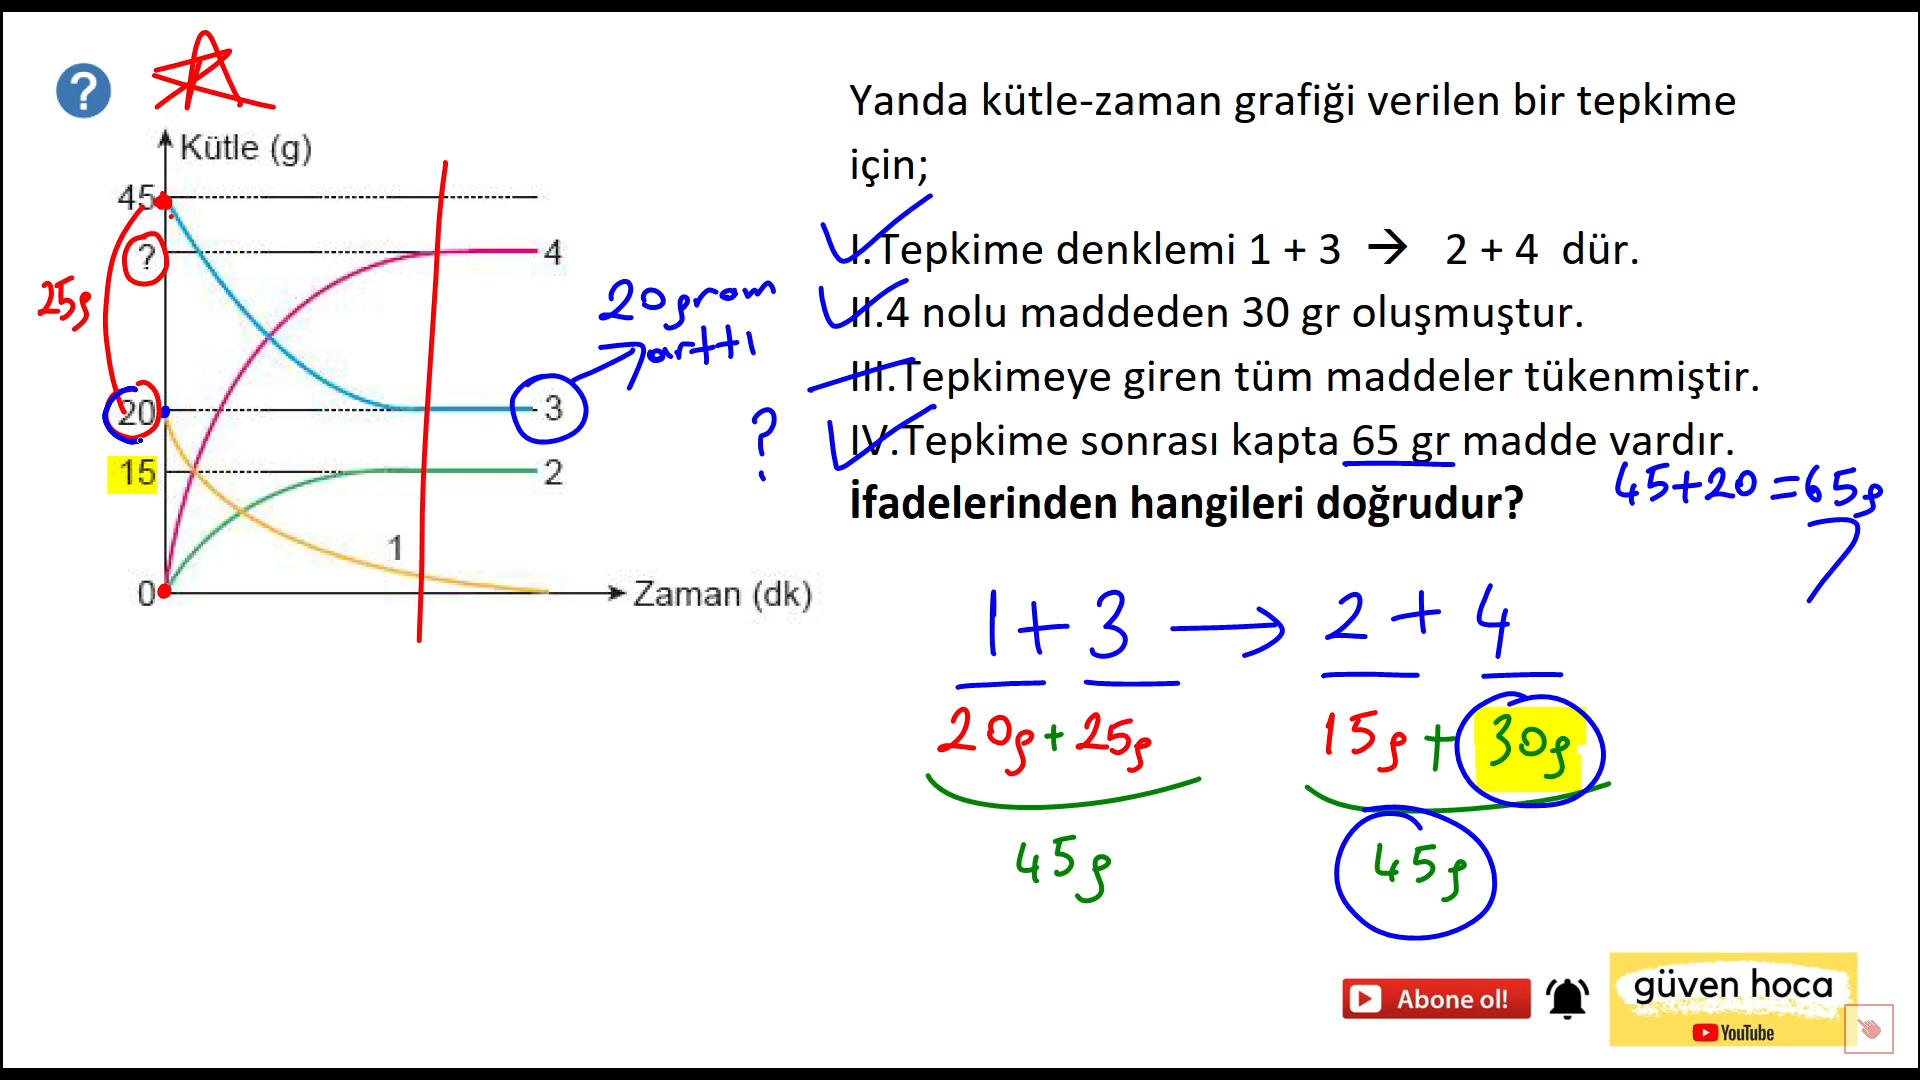 ?
Kütle (g)
45
?
20
15
0
4
3
2
1
Zaman (dk)
25g
20gram
arttı
Yanda kütle-zaman grafiği verilen bir tepkime
için;
I.Tepkime denklemi 1 + 3 → 2 + 4 dür.
II.4 nolu maddeden 30 gr oluşmuştur.
III.Tepkimeye giren tüm maddeler tükenmiştir.
?
IV.Tepkime sonrası kapta 65 gr madde vardır.
45+20=65g
İfadelerinden hangileri doğrudur?
1+3 → 2+4
20g+25g 15g+30g
45g 45g
Abone ol!
güven hoca
YouTube